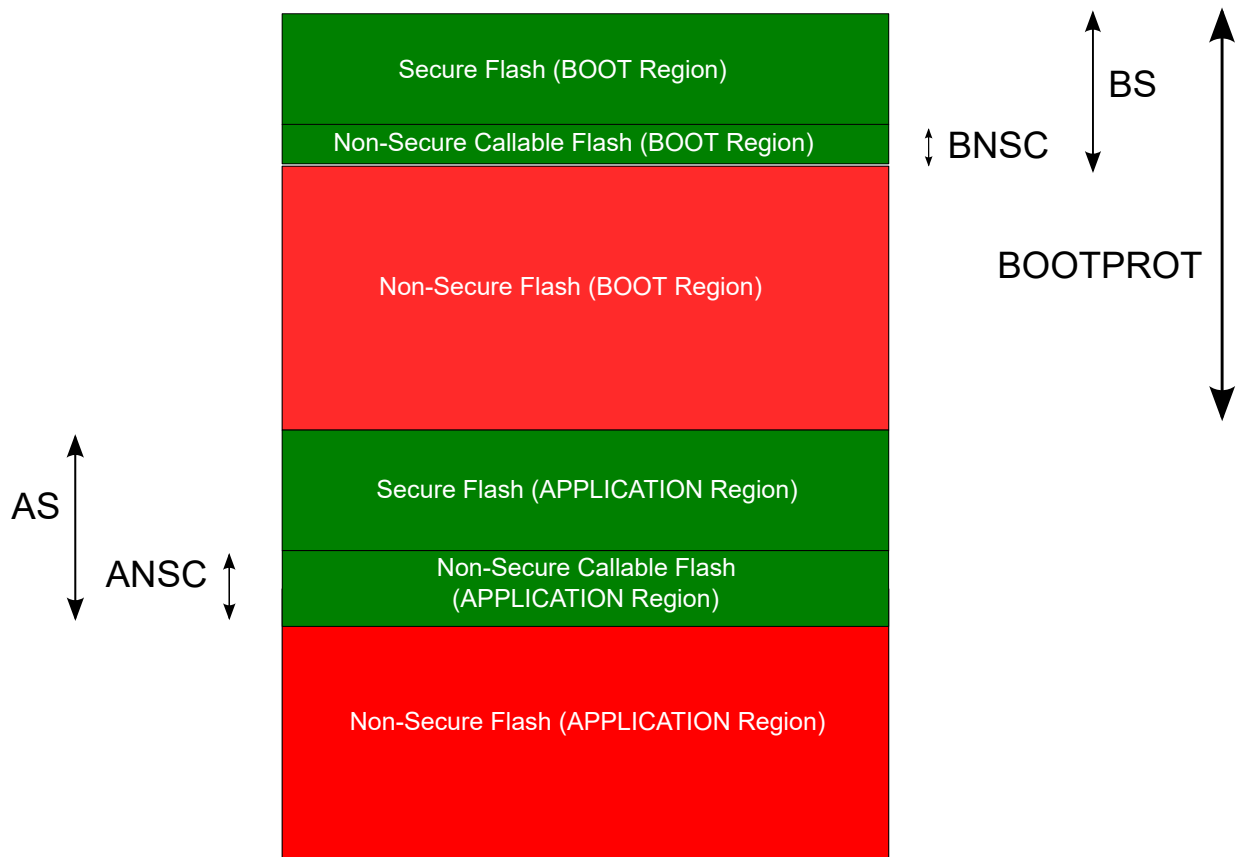 Secure Flash (BOOT Region)
BS
Non-Secure Callable Flash (BOOT Region)
BNSC
BOOTPROT
Non-Secure Flash (BOOT Region)
Secure Flash (APPLICATION Region)
AS
ANSC
Non-Secure Callable Flash
(APPLICATION Region)
Non-Secure Flash (APPLICATION Region)